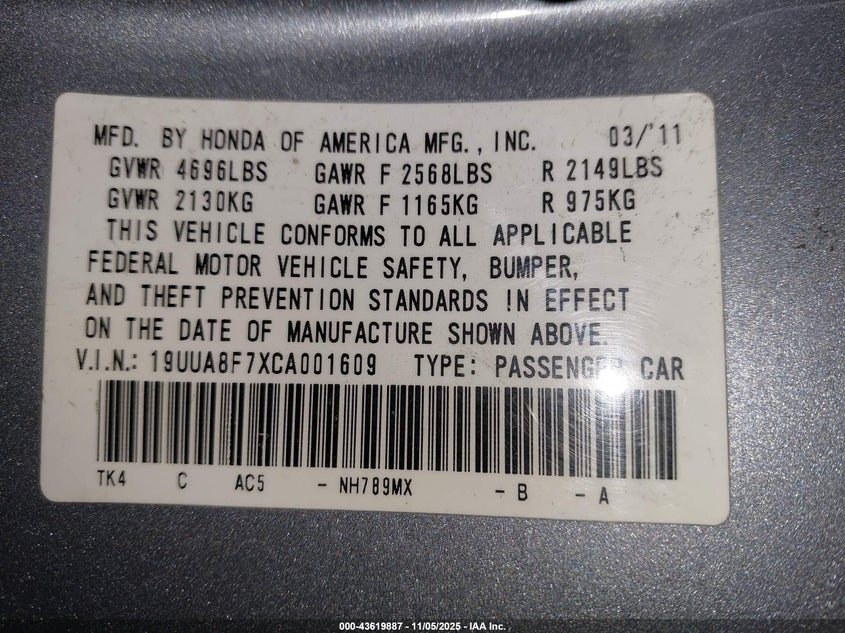 MFD. BY HONDA OF AMERICA MFG., INC. 03/'11
GVWR 4696LBS GAWR F 2568LBS R 2149LBS
GVWR 2130KG GAWR F 1165KG R 975KG
THIS VEHICLE CONFORMS TO ALL APPLICABLE
FEDERAL MOTOR VEHICLE SAFETY, BUMPER,
AND THEFT PREVENTION STANDARDS IN EFFECT
ON THE DATE OF MANUFACTURE SHOWN ABOVE.
V.I.N.: 19UUA8F7XCA001609 TYPE: PASSENGER CAR
TK4 C AC5 - NH789MX - B - A
000-43619887 - 11/05/2025 - IAA Inc.